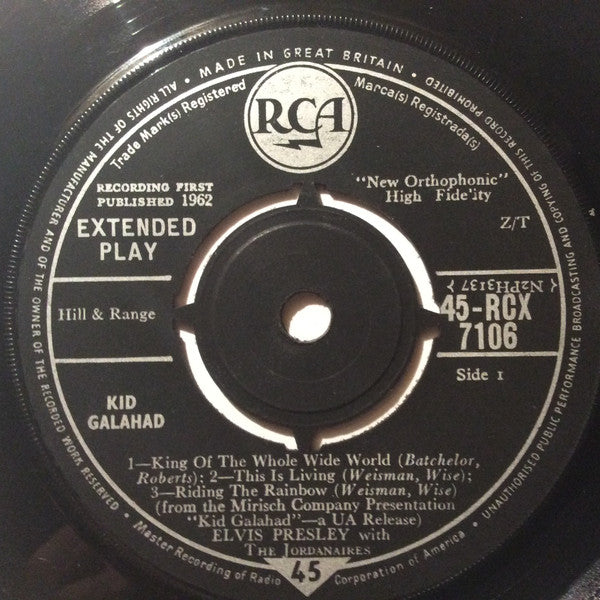 MADE IN GREAT BRITAIN
ALL RIGHTS OF THE MANUFACTURER AND OF THE OWNER OF THE RECORDED WORK RESERVED
UNAUTHORISED PUBLIC PERFORMANCE BROADCASTING AND COPYING OF THIS RECORD PROHIBITED
Trade Mark(s) Registered
RCA
Marca(s) Registrada(s)
RECORDING FIRST
PUBLISHED 1962
EXTENDED
PLAY
"New Orthophonic"
High Fide'ity
Z/T
Hill & Range
{ N2PH3137 }
45-RCX
7106
Side 1
KID
GALAHAD
1—King Of The Whole Wide World (Batchelor,
Roberts); 2—This Is Living (Weisman, Wise);
3—Riding The Rainbow (Weisman, Wise)
(from the Mirisch Company Presentation
"Kid Galahad"—a UA Release)
ELVIS PRESLEY with
THE JORDANAIRES
Master Recording of Radio Corporation of America.
45